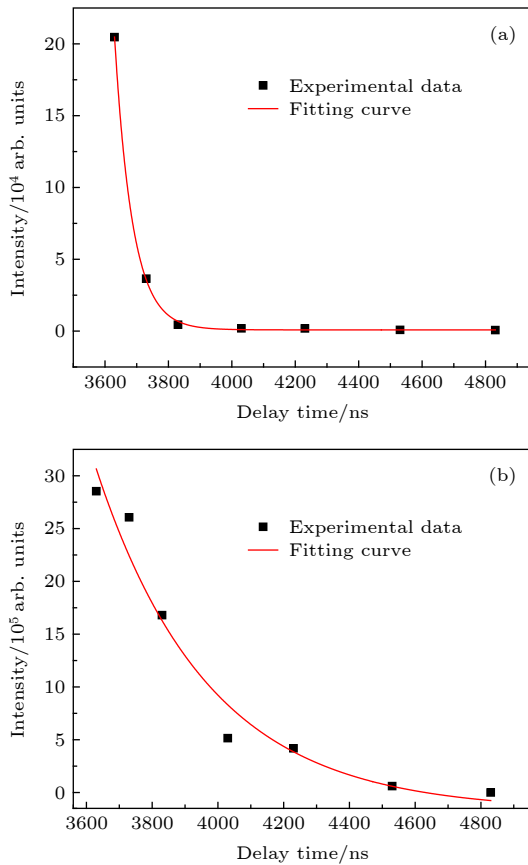 (a)
20
15
10
5
0
Intensity/10⁴ arb. units
Experimental data
Fitting curve
3600 3800 4000 4200 4400 4600 4800
Delay time/ns
(b)
30
25
20
15
10
5
0
Intensity/10⁵ arb. units
Experimental data
Fitting curve
3600 3800 4000 4200 4400 4600 4800
Delay time/ns